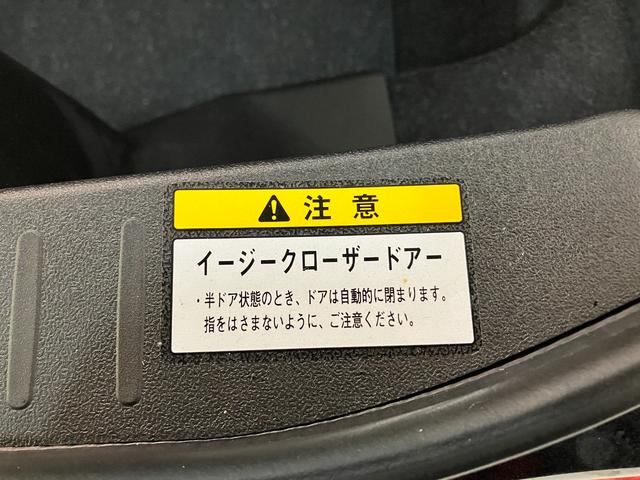 ⚠注意
イージークローザードアー
・半ドア状態のとき、ドアは自動的に閉まります。
指をはさまないように、ご注意ください。